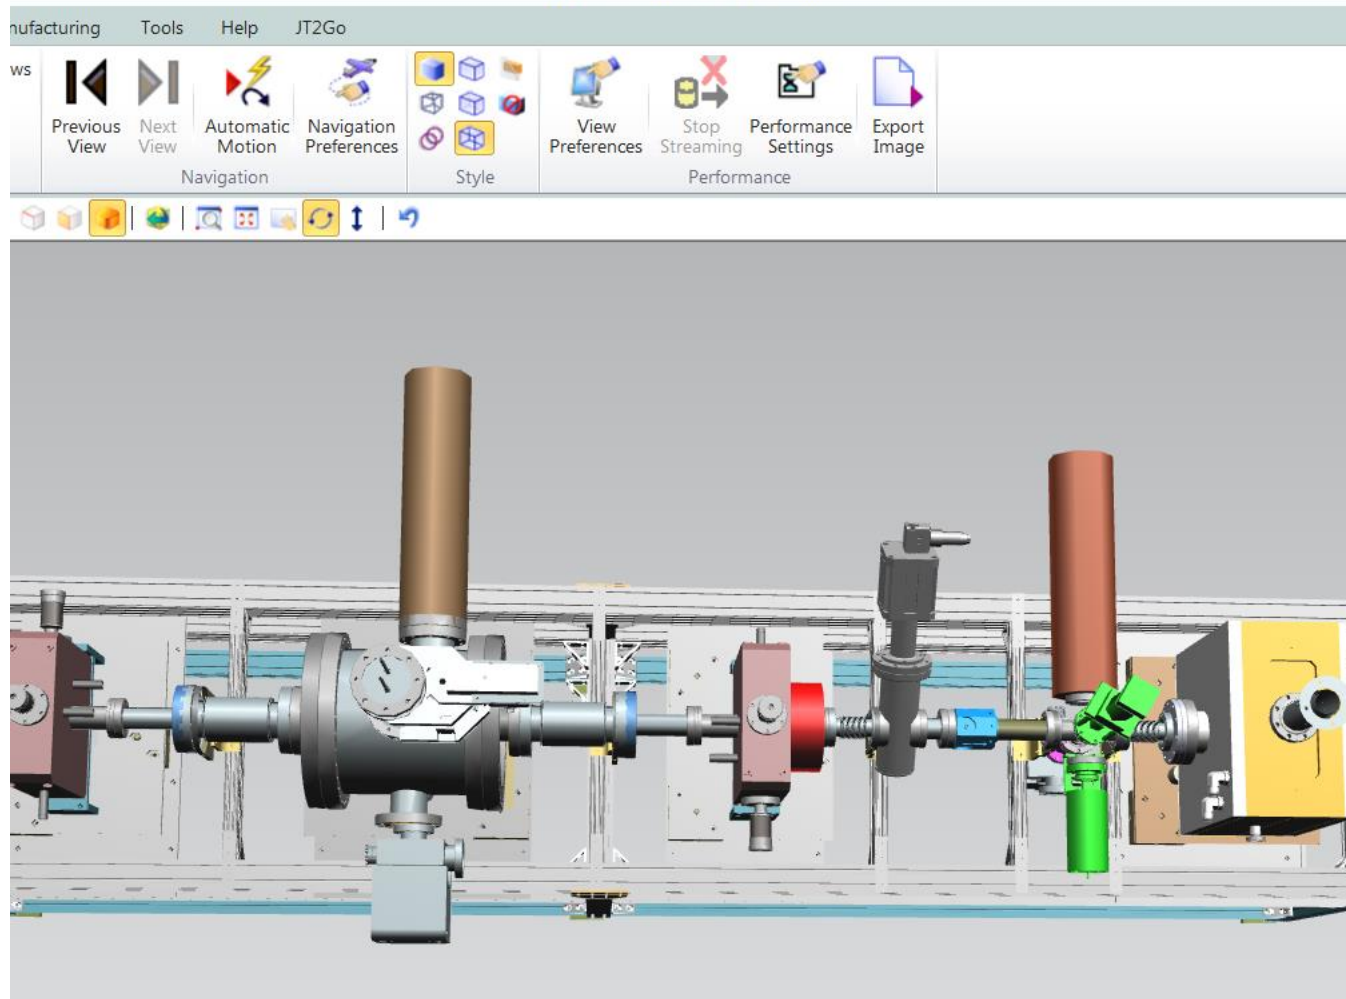 nufacturing Tools Help JT2Go
ws
Previous View
Next View
Automatic Motion
Navigation Preferences
View Preferences
Stop Streaming
Performance Settings
Export Image
Navigation
Style
Performance